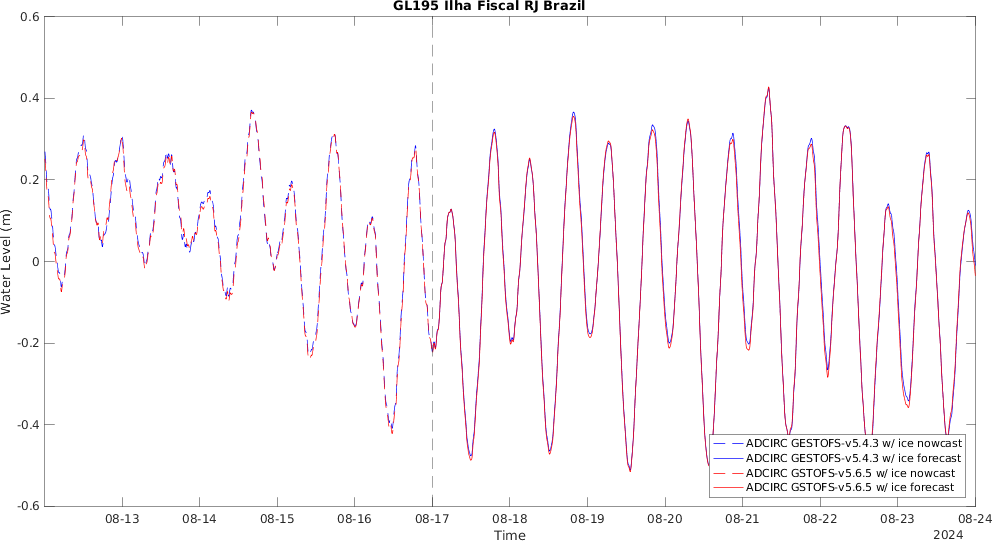 GL195 Ilha Fiscal RJ Brazil
0.6
0.4
0.2
0
-0.2
-0.4
-0.6
Water Level (m)
ADCIRC GESTOFS-v5.4.3 w/ ice nowcast
ADCIRC GESTOFS-v5.4.3 w/ ice forecast
ADCIRC GSTOFS-v5.6.5 w/ ice nowcast
ADCIRC GSTOFS-v5.6.5 w/ ice forecast
08-13 08-14 08-15 08-16 08-17 08-18 08-19 08-20 08-21 08-22 08-23 08-24
Time
2024